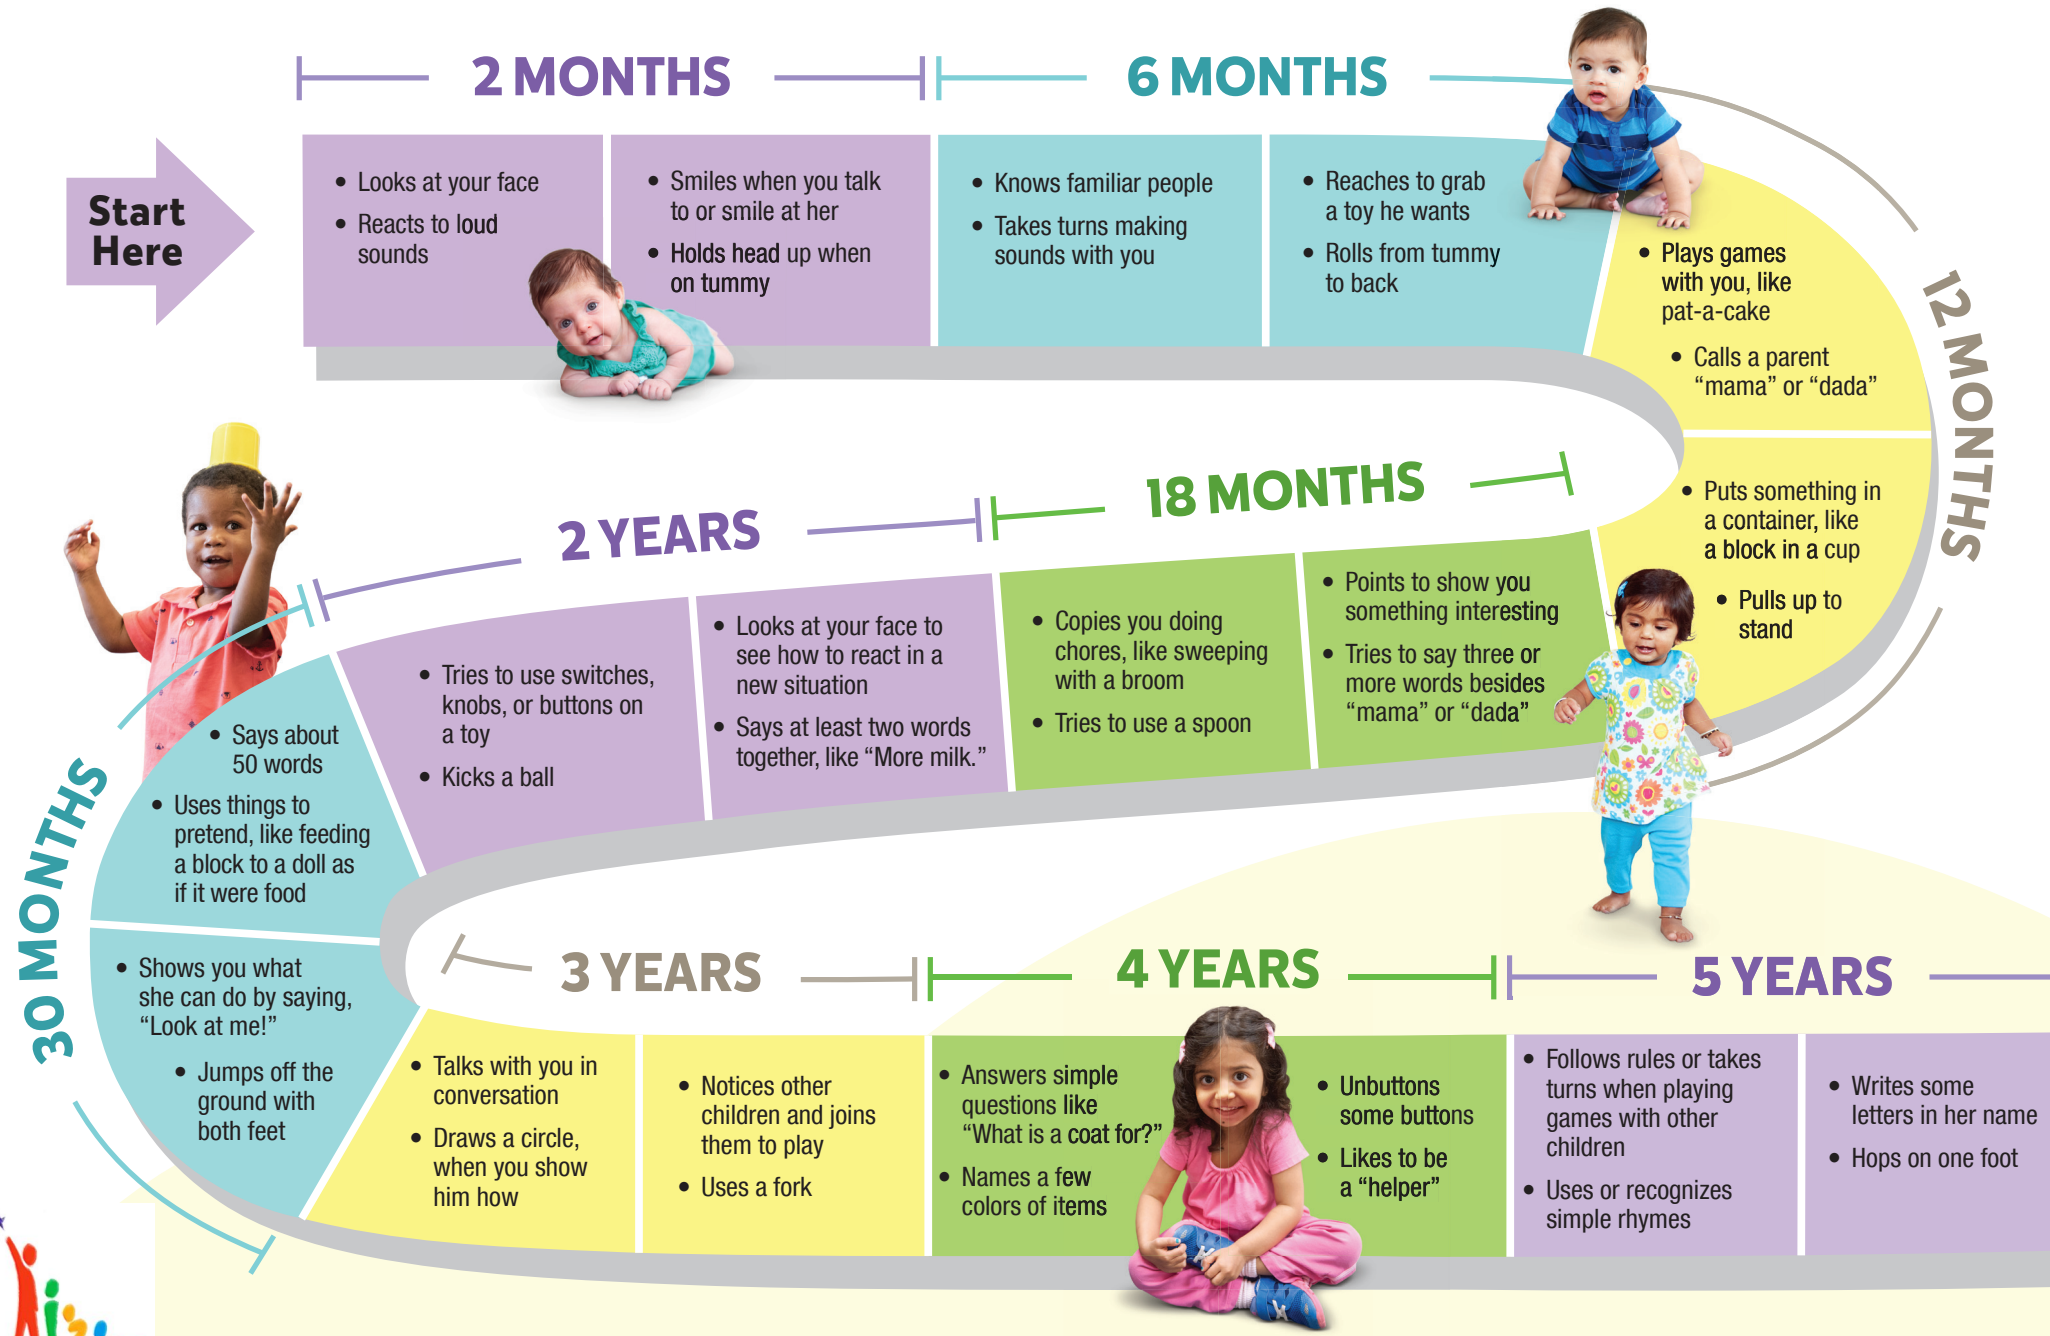 2 MONTHS
6 MONTHS
12 MONTHS
Start
Here
• Looks at your face
• Reacts to loud
sounds
• Smiles when you talk
to or smile at her
• Holds head up when
on tummy
• Knows familiar people
• Takes turns making
sounds with you
• Reaches to grab
a toy he wants
• Rolls from tummy
to back
• Plays games
with you, like
pat-a-cake
• Calls a parent
“mama” or “dada”
• Puts something in
a container, like
a block in a cup
• Pulls up to
stand
18 MONTHS
• Points to show you
something interesting
• Tries to say three or
more words besides
“mama” or “dada”
• Copies you doing
chores, like sweeping
with a broom
• Tries to use a spoon
2 YEARS
• Looks at your face to
see how to react in a
new situation
• Says at least two words
together, like “More milk.”
• Tries to use switches,
knobs, or buttons on
a toy
• Kicks a ball
30 MONTHS
• Says about
50 words
• Uses things to
pretend, like feeding
a block to a doll as
if it were food
• Shows you what
she can do by saying,
“Look at me!”
• Jumps off the
ground with
both feet
3 YEARS
• Talks with you in
conversation
• Draws a circle,
when you show
him how
• Notices other
children and joins
them to play
• Uses a fork
4 YEARS
• Answers simple
questions like
“What is a coat for?”
• Names a few
colors of items
• Unbuttons
some buttons
• Likes to be
a “helper”
5 YEARS
• Follows rules or takes
turns when playing
games with other
children
• Uses or recognizes
simple rhymes
• Writes some
letters in her name
• Hops on one foot